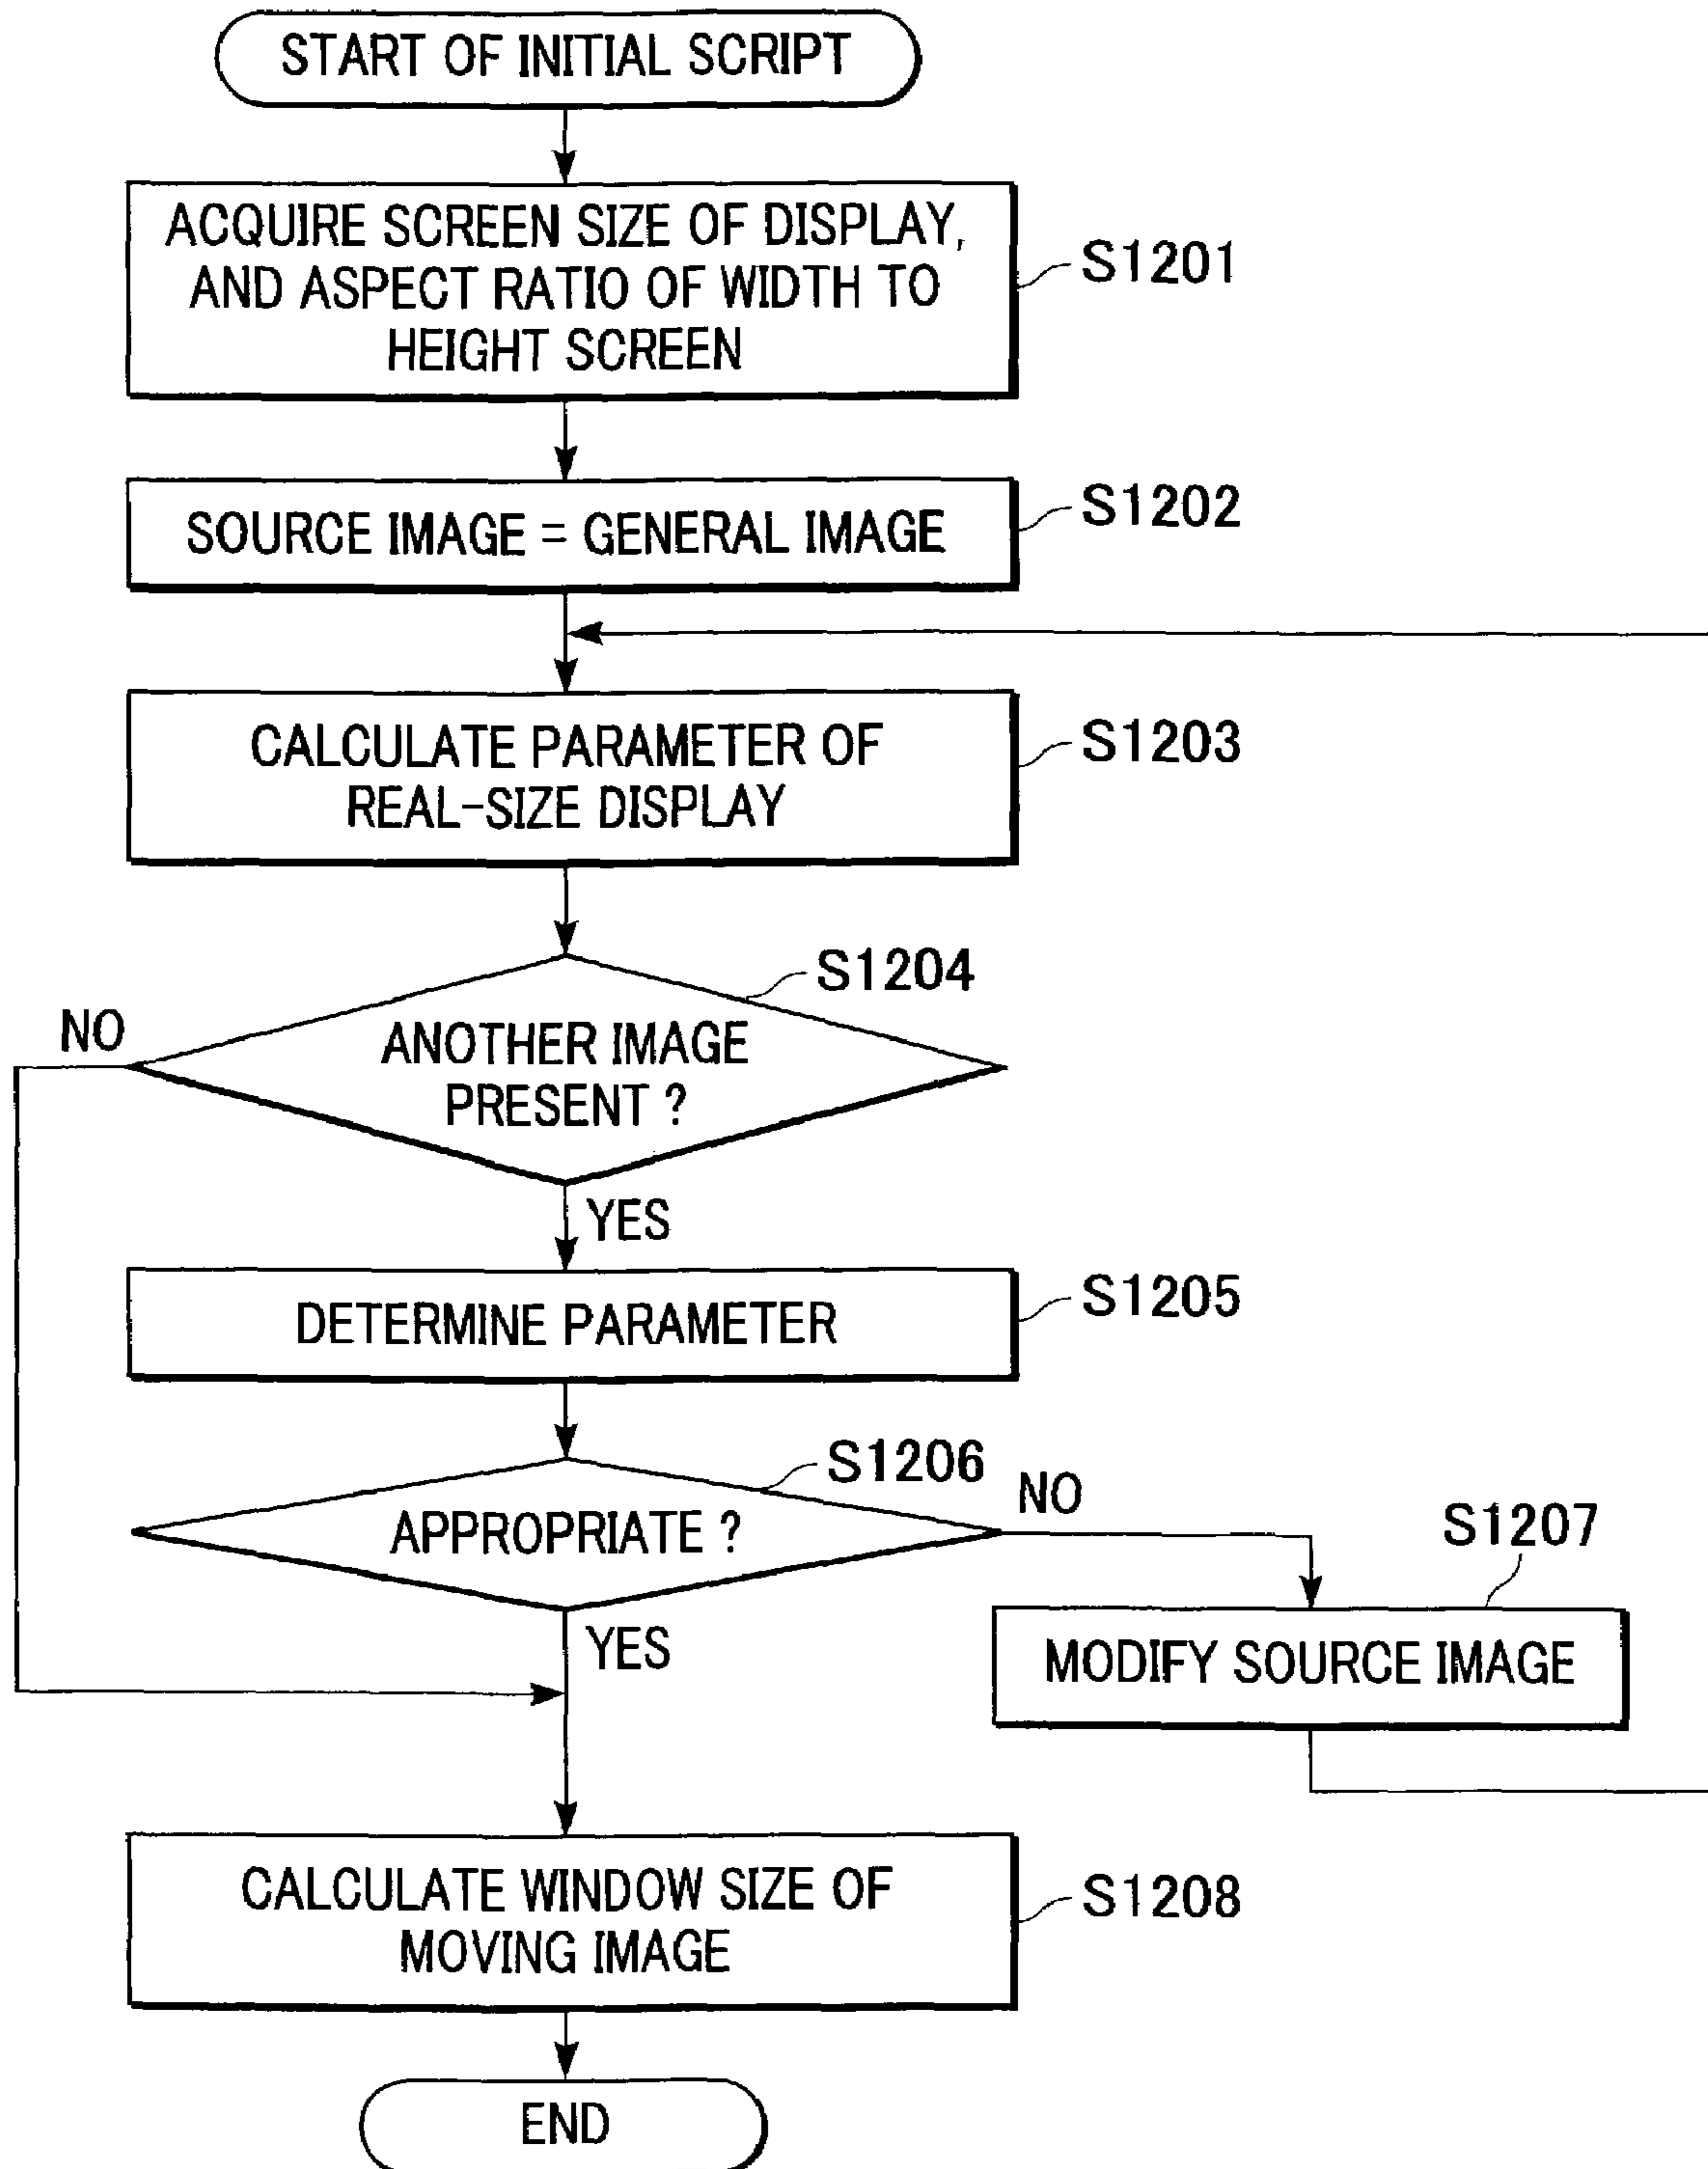 START OF INITIAL SCRIPT
ACQUIRE SCREEN SIZE OF DISPLAY,
AND ASPECT RATIO OF WIDTH TO
HEIGHT SCREEN
S1201
SOURCE IMAGE = GENERAL IMAGE
S1202
CALCULATE PARAMETER OF
REAL-SIZE DISPLAY
S1203
S1204
NO
ANOTHER IMAGE
PRESENT ?
YES
DETERMINE PARAMETER
S1205
S1206
APPROPRIATE ?
NO
S1207
YES
MODIFY SOURCE IMAGE
CALCULATE WINDOW SIZE OF
MOVING IMAGE
S1208
END